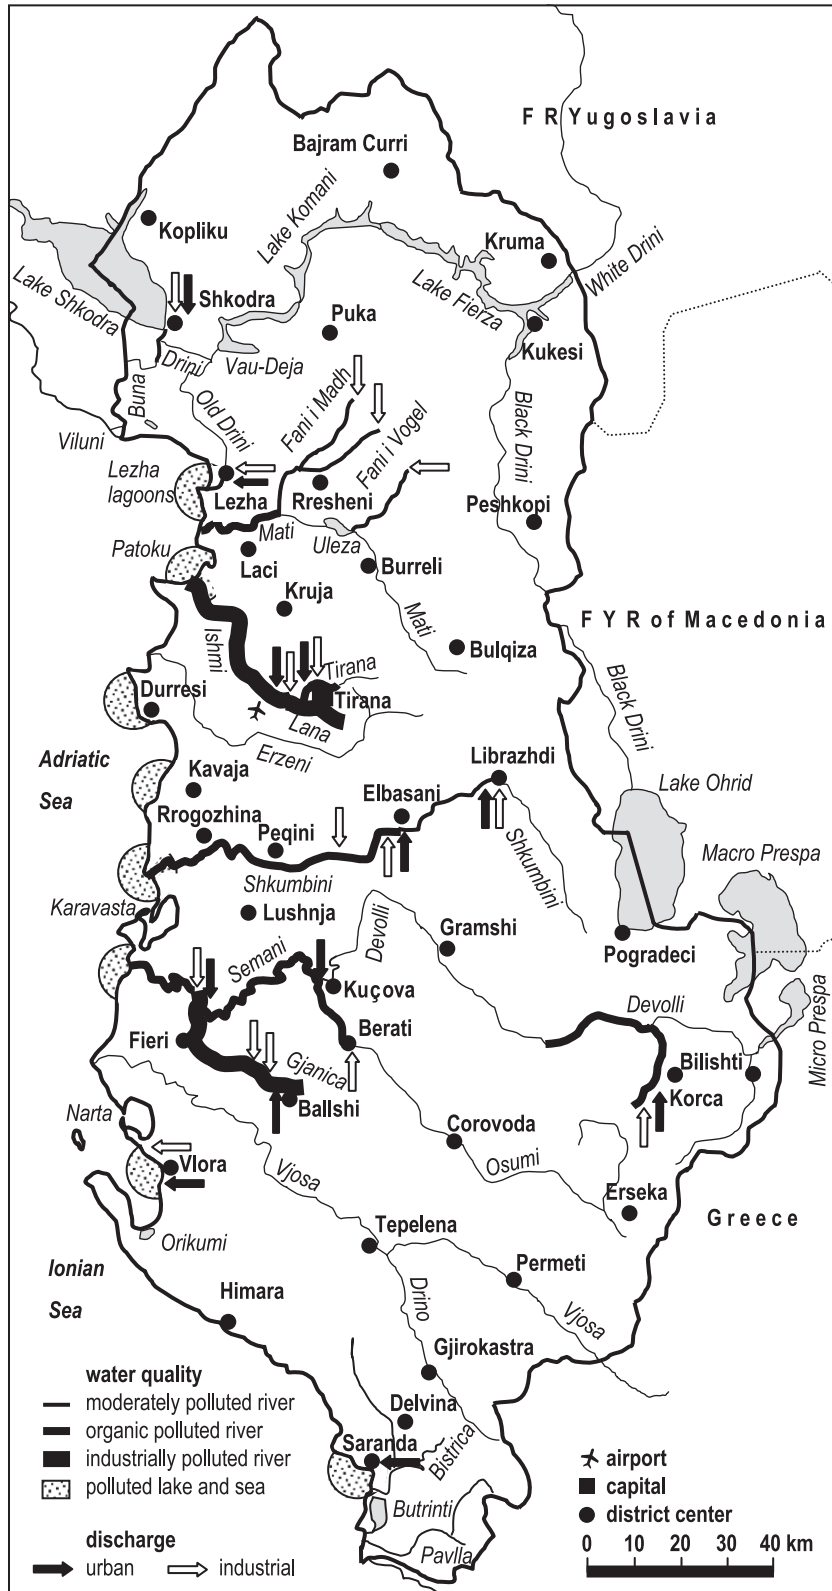 F R Yugoslavia
Bajram Curri
Lake Komani
Kopliku
Kruma
White Drini
Lake Shkodra
Shkodra
Lake Fierza
Puka
Kukesi
Drini
Vau-Deja
Buna
Old Drini
Fani i Madh
Fani i Vogel
Black Drini
Viluni
Lezha
lagoons
Lezha
Rresheni
Peshkopi
Mati
Uleza
Patoku
Laci
Burreli
Kruja
Mati
FYR of Macedonia
Ishmi
Bulqiza
Tirana
Black Drini
Durresi
Tirana
Lana
Erzeni
Adriatic
Sea
Kavaja
Librazhdi
Lake Ohrid
Rrogozhina
Elbasani
Peqini
Shkumbini
Macro Prespa
Shkumbini
Karavasta
Lushnja
Devolli
Gramshi
Pogradeci
Semani
Kuçova
Devolli
Micro Prespa
Fieri
Berati
Gjanica
Bilishti
Ballshi
Korca
Narta
Corovoda
Vlora
Vjosa
Osumi
Erseka
Greece
Orikumi
Tepelena
Ionian
Sea
Permeti
Himara
Drino
Vjosa
Gjirokastra
water quality
moderately polluted river
organic polluted river
industrially polluted river
polluted lake and sea
Delvina
Saranda
Bistrica
airport
capital
district center
Butrinti
discharge
urban
industrial
Pavlla
0 10 20 30 40 km